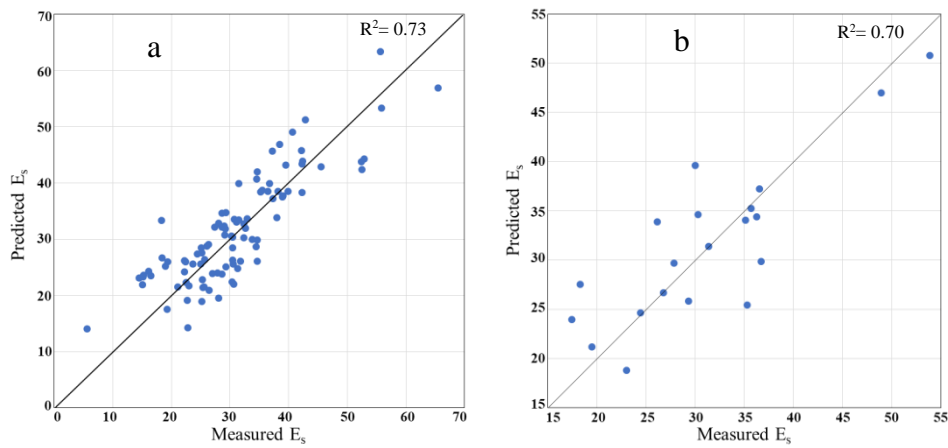 a
R²= 0.73
70
60
50
40
30
20
10
0
0 10 20 30 40 50 60 70
Predicted Es
Measured Es
b
R²= 0.70
55
50
45
40
35
30
25
20
15
15 20 25 30 35 40 45 50 55
Predicted Es
Measured Es